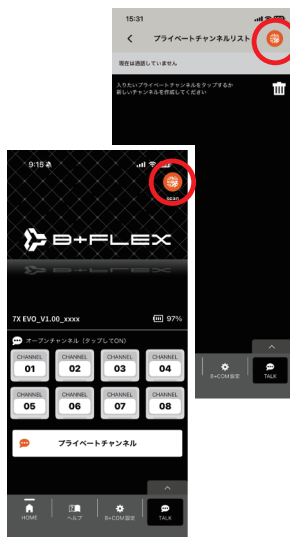 15:31
プライベートチャンネルリスト
現在は通話していません
入りたいプライベートチャンネルをタップするか
新しいチャンネルを作成してください
9:15
scan
B+FLEX
7X EVO_V1.00_xxxx
97%
オープンチャンネル（タップしてON）
CHANNEL
01
CHANNEL
02
CHANNEL
03
CHANNEL
04
CHANNEL
05
CHANNEL
06
CHANNEL
07
CHANNEL
08
プライベートチャンネル
HOME
ヘルプ
B+COM設定
TALK
B+COM設定
TALK